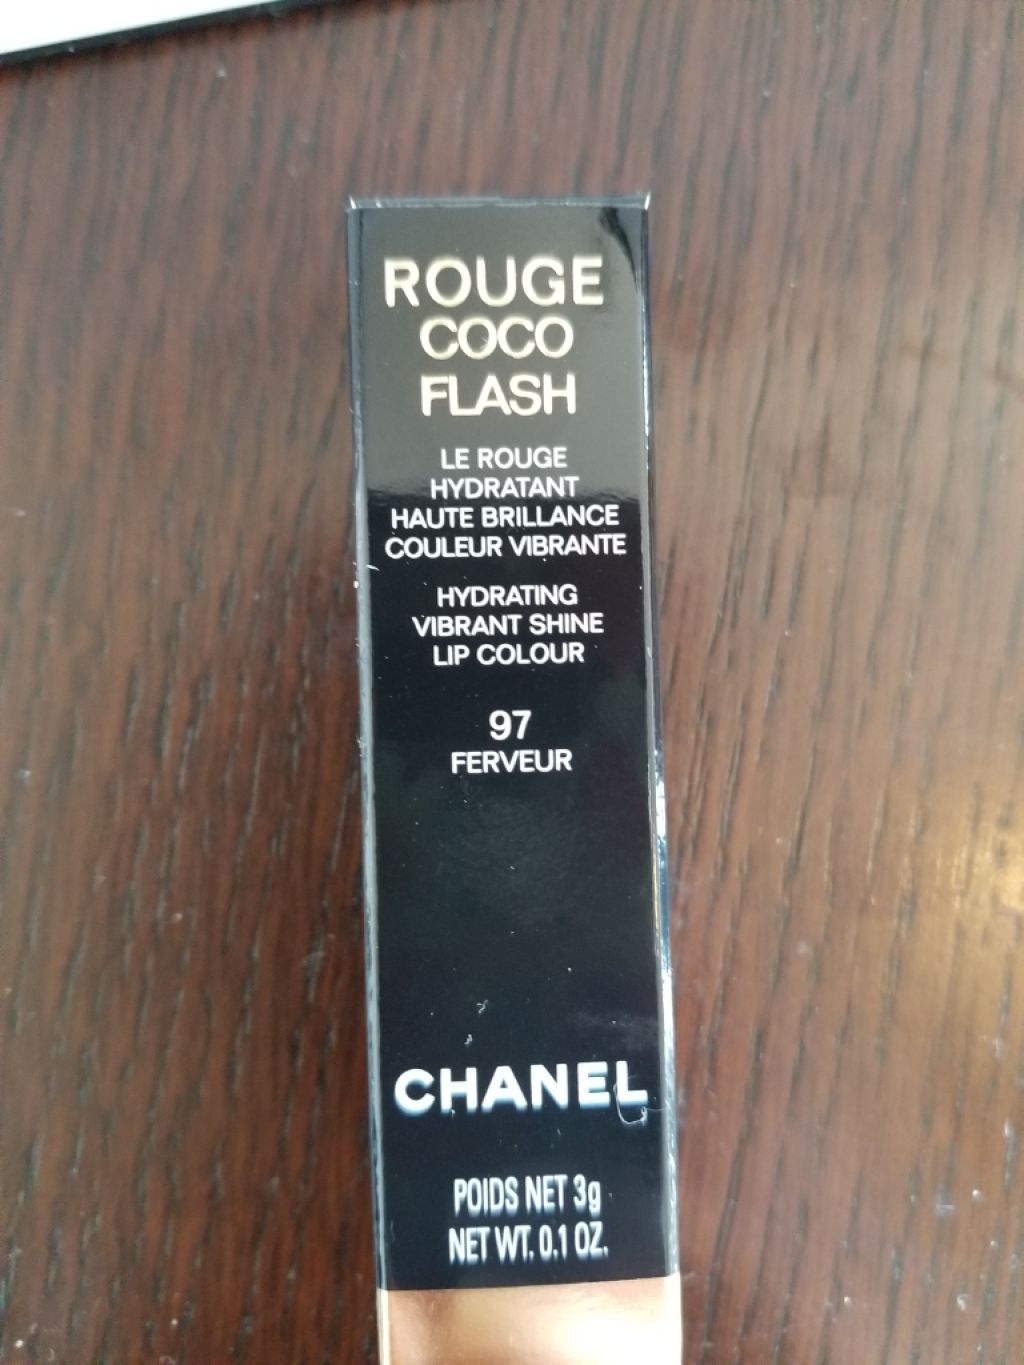 ROUGE
COCO
FLASH
LE ROUGE
HYDRATANT
HAUTE BRILLANCE
COULEUR VIBRANTE
HYDRATING
VIBRANT SHINE
LIP COLOUR
97
FERVEUR
CHANEL
POIDS NET 3g
NET WT. 0.1 OZ.